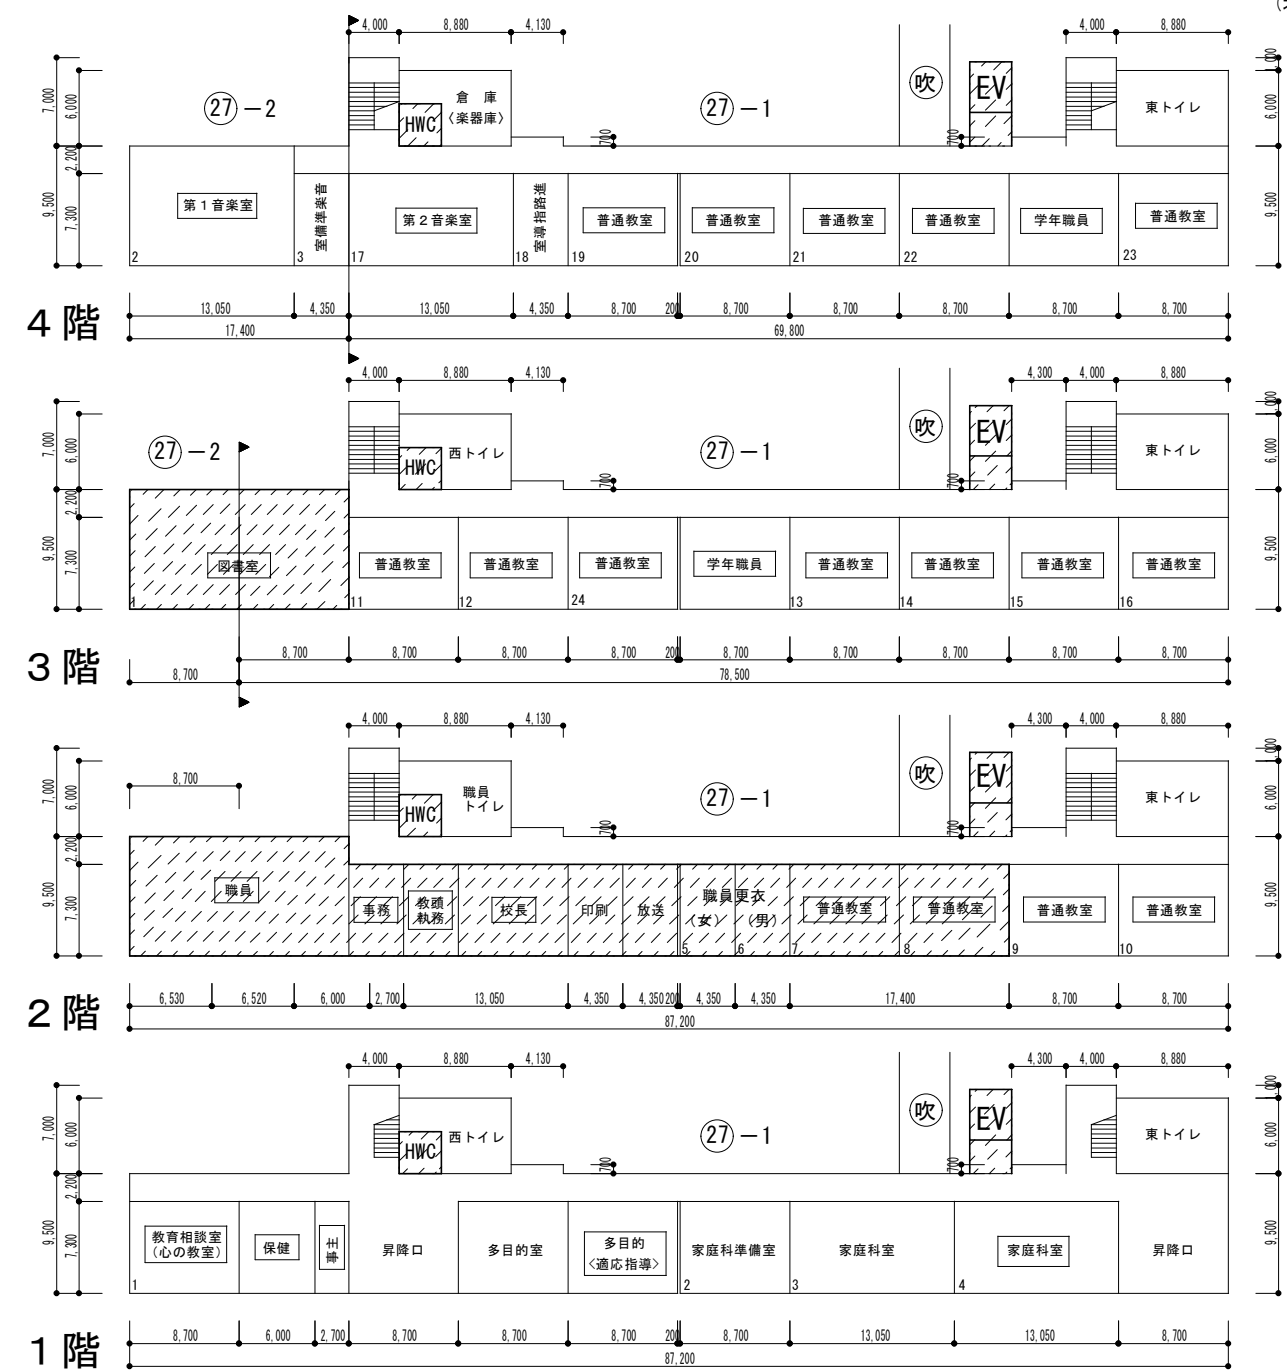 4,000 8,880 4,130 4,000 8,880
7,000 6,000 2,200 9,500 7,300
㉗－2
HWC
倉 庫
〈楽器庫〉
㉗－1
吹
EV
東トイレ
700 700
6,000 9,500
第1音楽室
室備準楽音
第2音楽室
室導指路進
普通教室
普通教室
普通教室
普通教室
学年職員
普通教室
2 3 17 18 19 20 21 22 23
4階
13,050 4,350 13,050 4,350 8,700 200 8,700 8,700 8,700 8,700 8,700
17,400 69,800
4,000 8,880 4,130 4,300 4,000 8,880
7,000 6,000 2,200 9,500 7,300
㉗－2
HWC
西トイレ
㉗－1
吹
EV
東トイレ
700 700
6,000 9,500
図書室
普通教室
普通教室
普通教室
学年職員
普通教室
普通教室
普通教室
普通教室
1 11 12 24 13 14 15 16
3階
8,700 8,700 8,700 8,700 200 8,700 8,700 8,700 8,700 8,700
8,700 78,500
4,000 8,880 4,130 4,300 4,000 8,880
8,700
7,000 6,000 2,200 9,500 7,300
HWC
職員
トイレ
㉗－1
吹
EV
東トイレ
700 700
6,000 9,500
職員
事務
教頭
執務
校長
印刷
放送
職員更衣
（女） （男）
普通教室
普通教室
普通教室
普通教室
5 6 7 8 9 10
2階
6,530 6,520 6,000 2,700 13,050 4,350 4,350 200 4,350 4,350 17,400 8,700 8,700
87,200
4,000 8,880 4,130 4,300 4,000 8,880
7,000 6,000 2,200 9,500 7,300
HWC
西トイレ
㉗－1
吹
EV
東トイレ
700 700
6,000 9,500
教育相談室
（心の教室）
保健
事主
昇降口
多目的室
多目的
〈適応指導〉
家庭科準備室
家庭科室
家庭科室
昇降口
1 2 3 4
1階
8,700 6,000 2,700 8,700 8,700 8,700 200 8,700 13,050 13,050 8,700
87,200